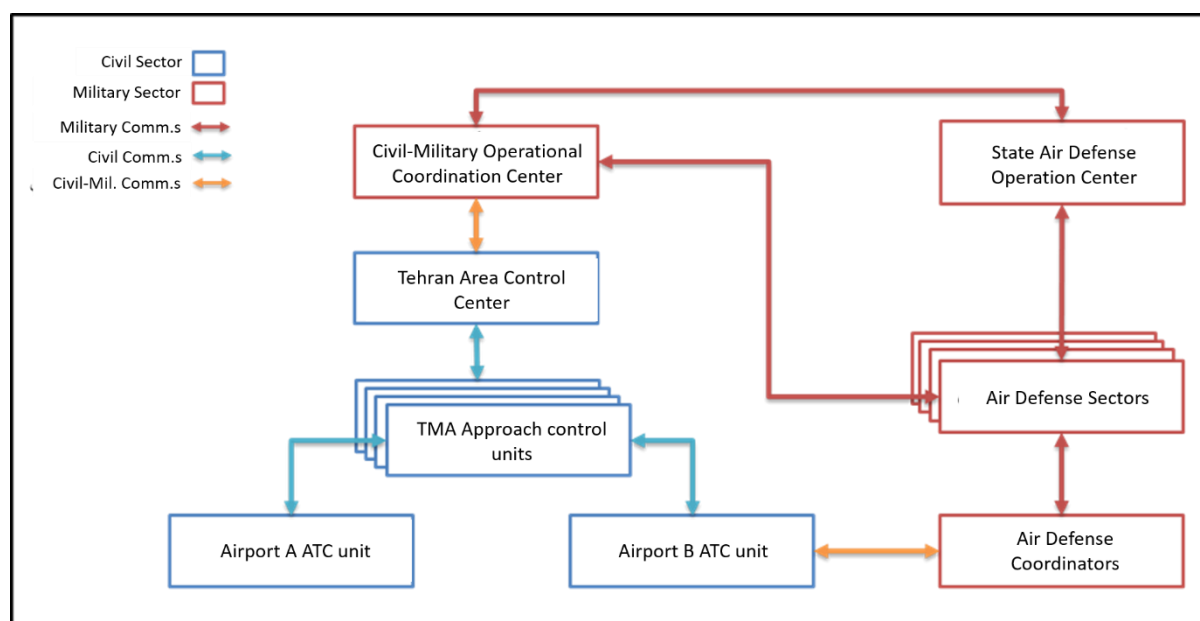 Civil Sector
Military Sector
Military Comm.s
Civil Comm.s
Civil-Mil. Comm.s
Civil-Military Operational
Coordination Center
State Air Defense
Operation Center
Tehran Area Control
Center
Air Defense Sectors
TMA Approach control
units
Airport A ATC unit
Airport B ATC unit
Air Defense
Coordinators